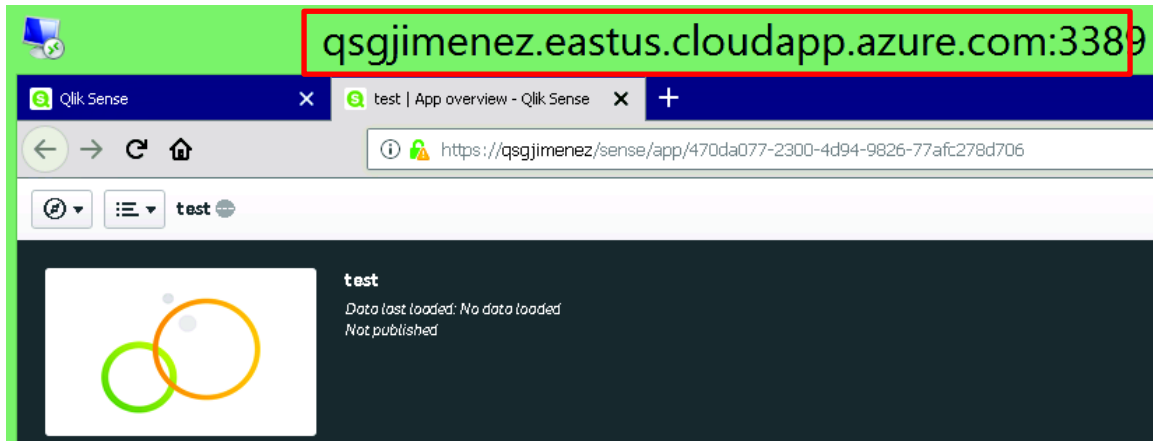 qsgjimenez.eastus.cloudapp.azure.com:3389
Qlik Sense
test | App overview - Qlik Sense
https://qsgjimenez/sense/app/470da077-2300-4d94-9826-77afc278d706
test
test
Data last loaded: No data loaded
Not published